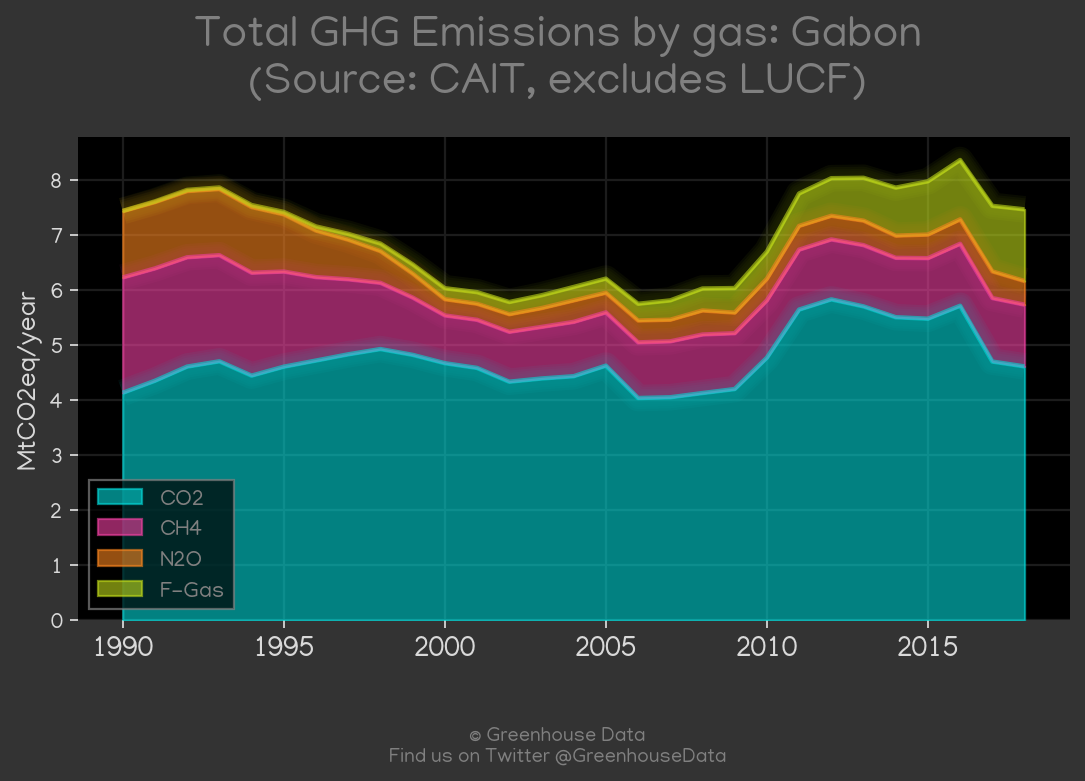 Total GHG Emissions by gas: Gabon
(Source: CAIT, excludes LUCF)
MtCO2eq/year
8
7
6
5
4
3
2
1
0
CO2
CH4
N2O
F-Gas
1990 1995 2000 2005 2010 2015
© Greenhouse Data
Find us on Twitter @GreenhouseData